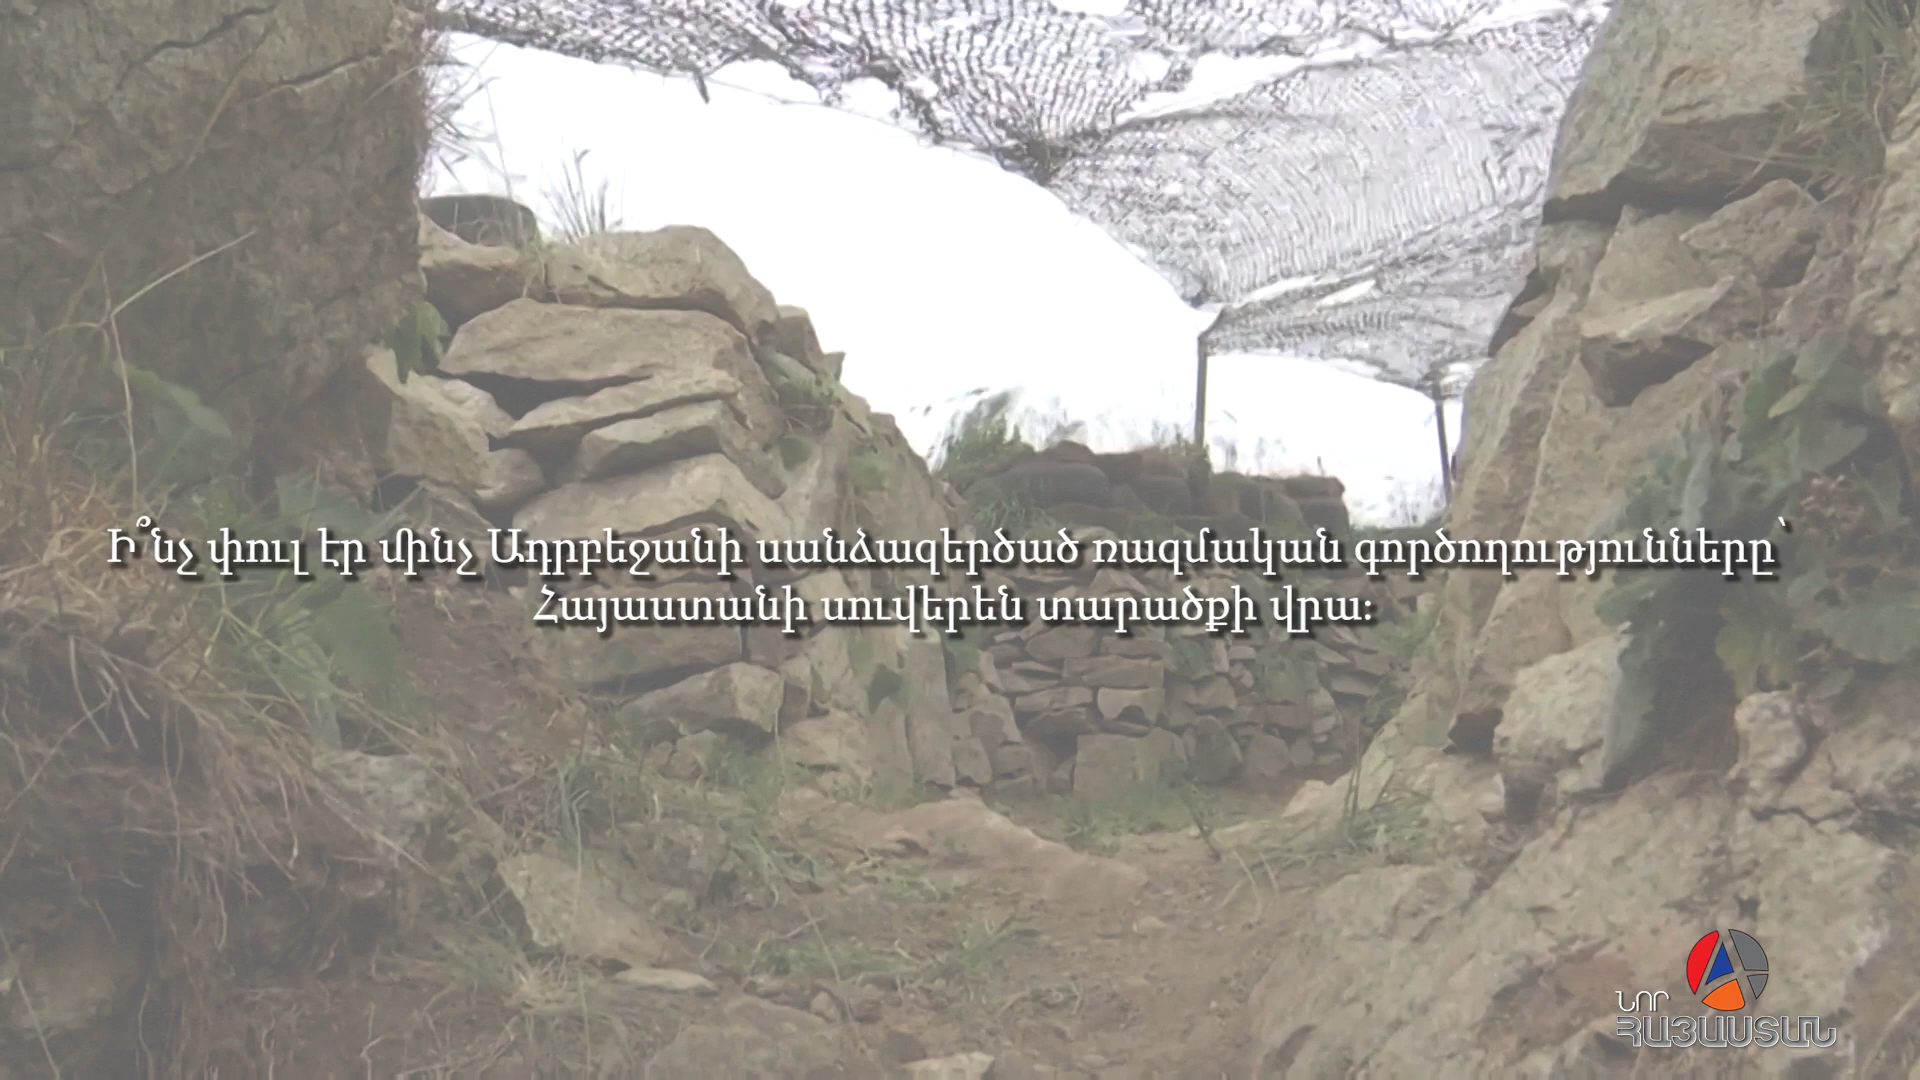 Ի՞նչ փուլ էր մինչ Ադրբեջանի սանձազերծած ռազմական գործողությունները՝
Հայաստանի սուվերեն տարածքի վրա։
ՆՈՐ
ՀԱՅԱՍՏԱՆ